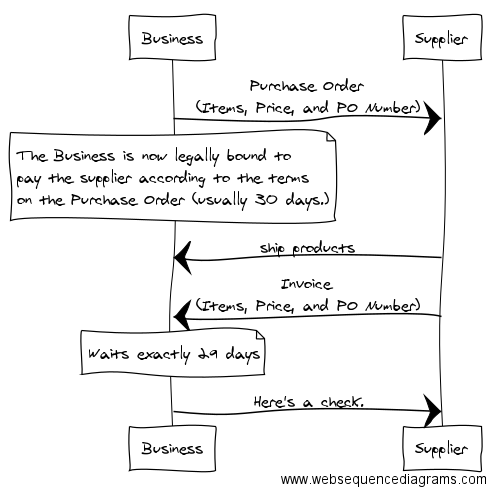 Business
Supplier
Purchase Order
(Items, Price, and PO Number)
The Business is now legally bound to
pay the supplier according to the terms
on the Purchase Order (usually 30 days.)
ship products
Invoice
(Items, Price, and PO Number)
Waits exactly 29 days
Here's a check.
Business
Supplier
www.websequencediagrams.com